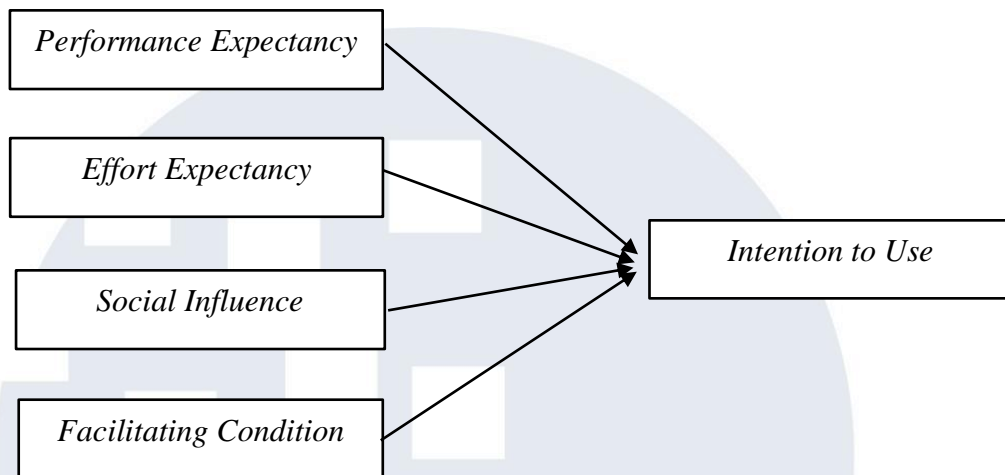 Performance Expectancy
Effort Expectancy
Intention to Use
Social Influence
Facilitating Condition